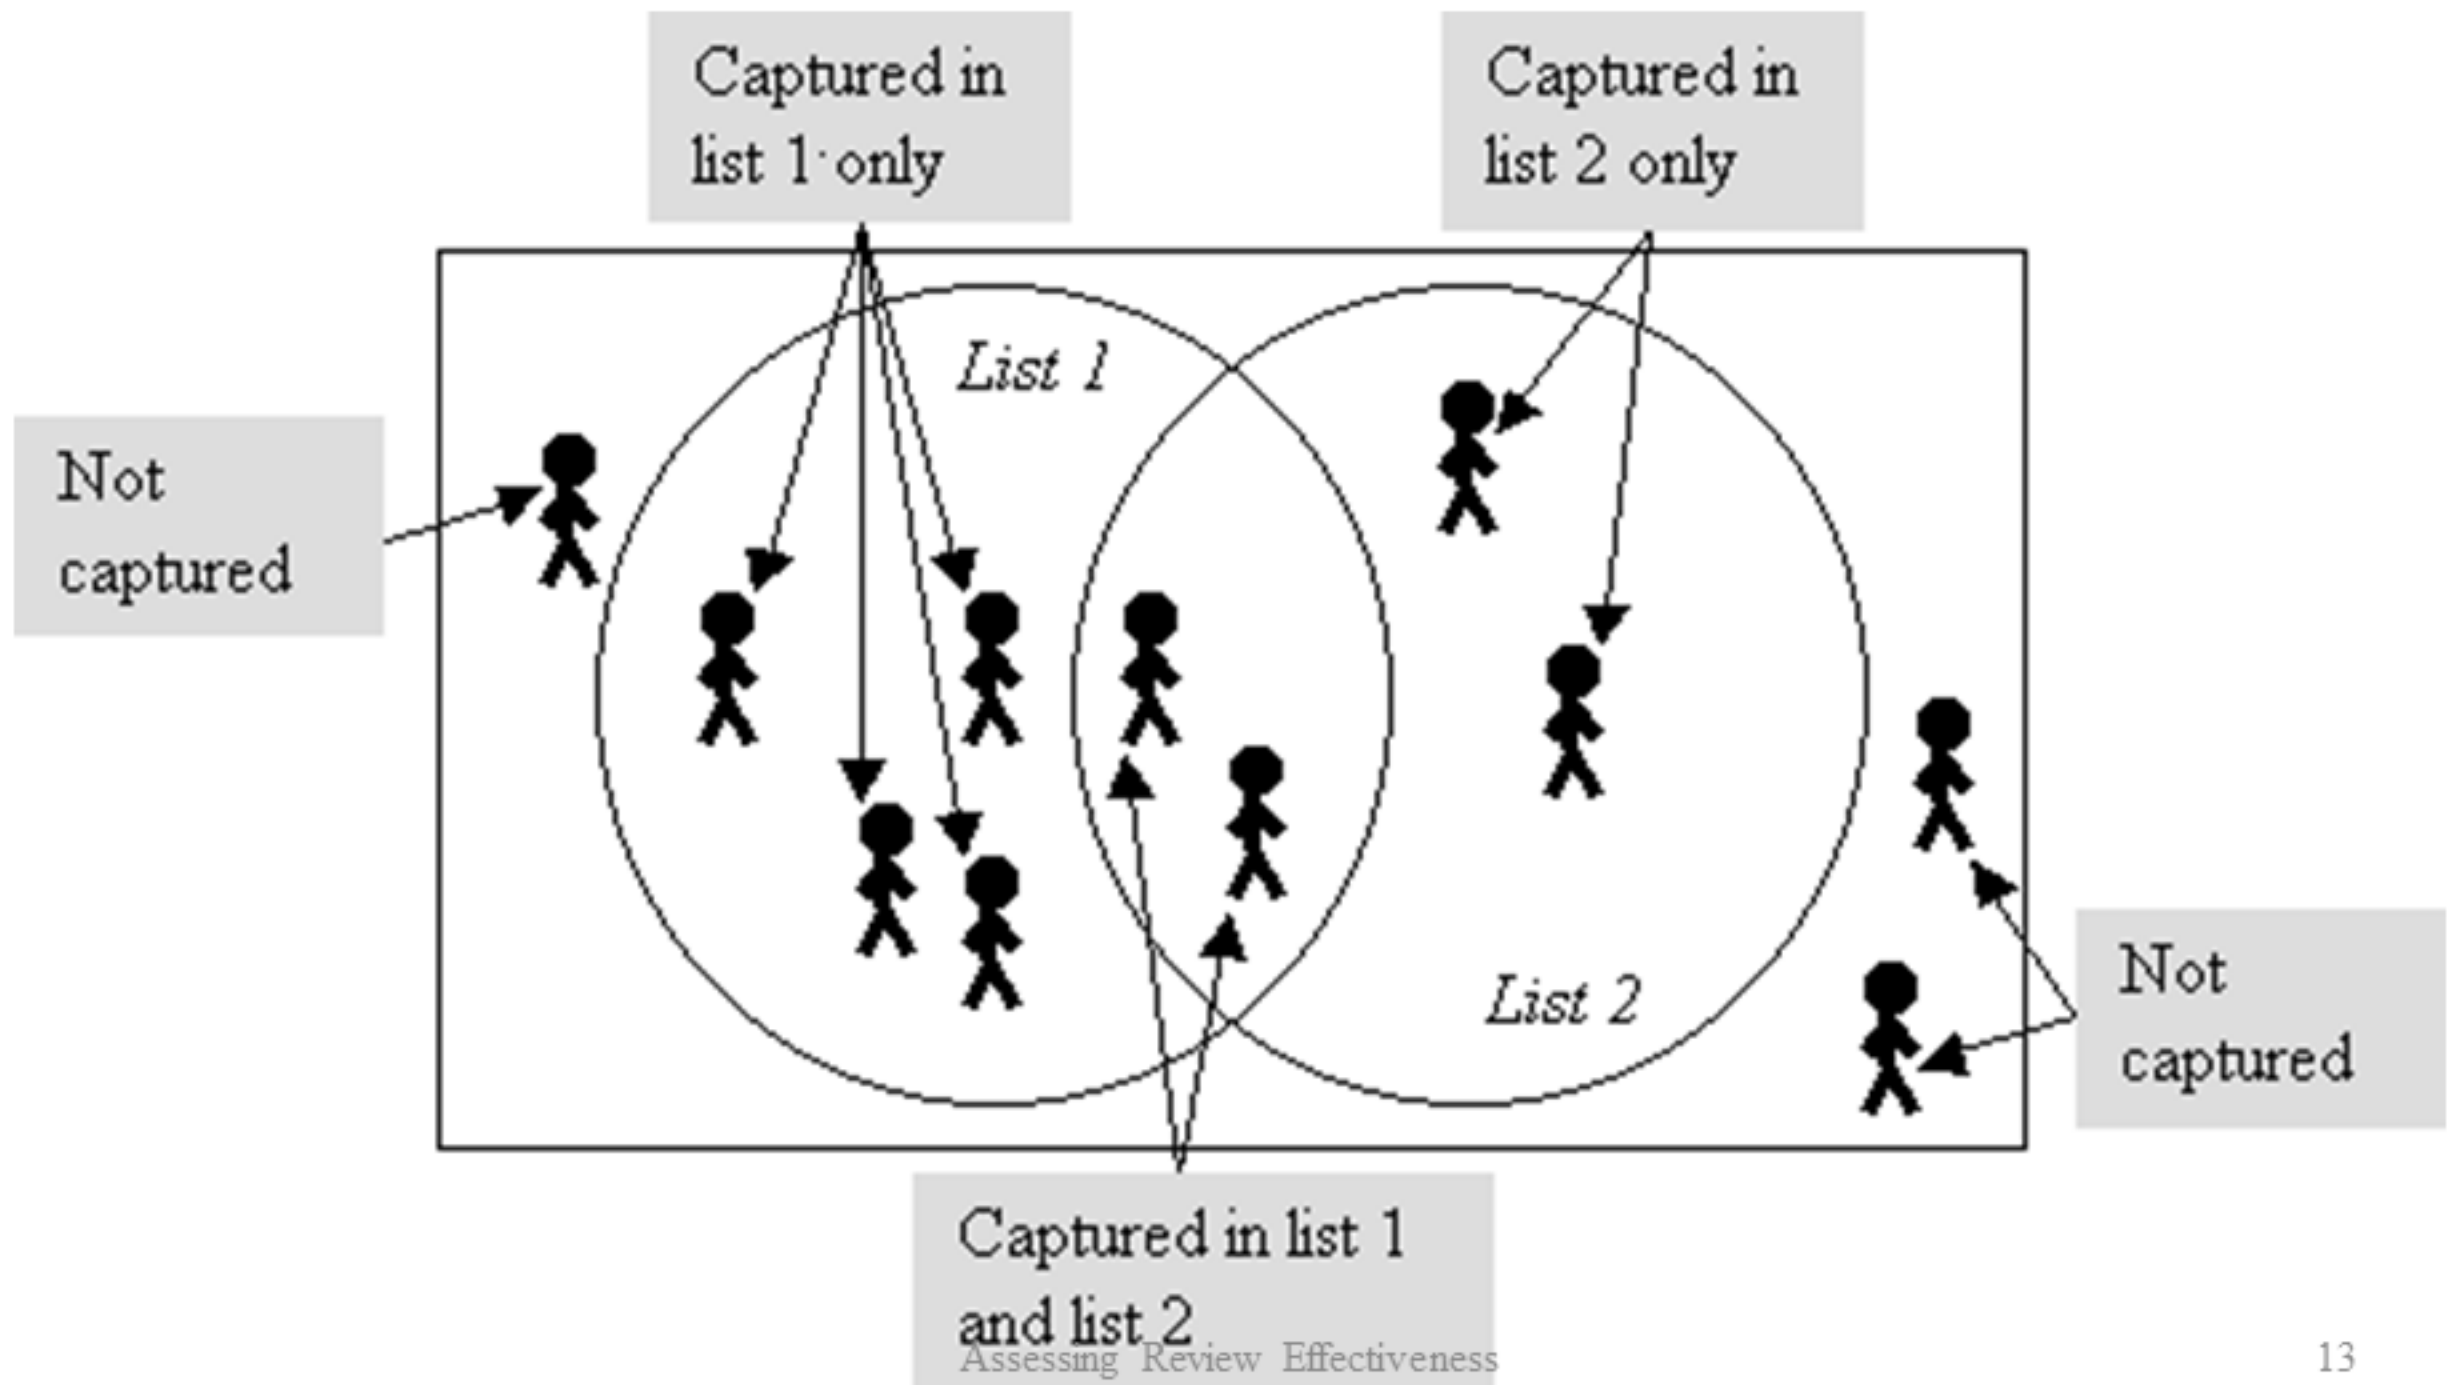 Captured in
list 1 only
Captured in
list 2 only
List 1
Not
captured
List 2
Not
captured
Captured in list 1
and list 2
Assessing Review Effectiveness
13